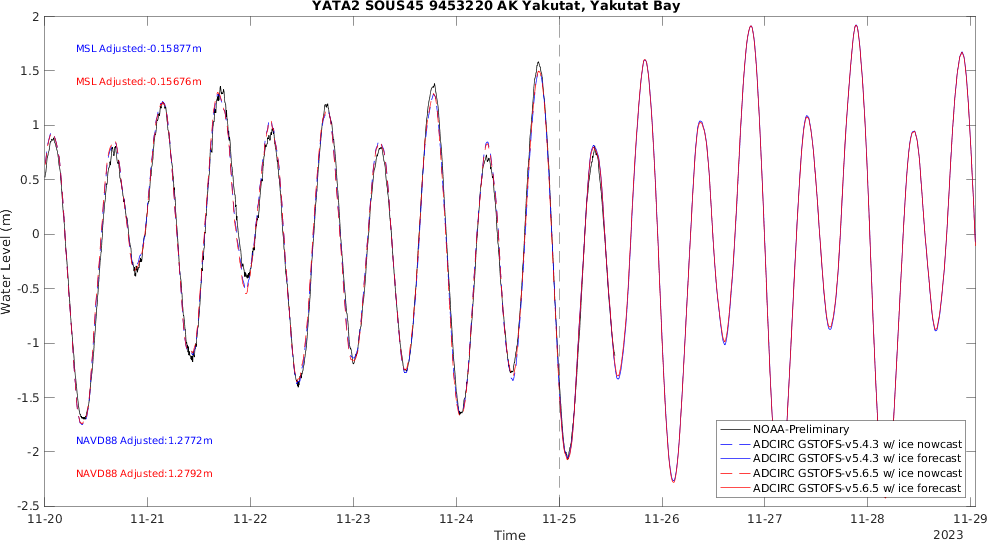 YATA2 SOUS45 9453220 AK Yakutat, Yakutat Bay
2
1.5
1
0.5
0
-0.5
-1
-1.5
-2
-2.5
Water Level (m)
MSL Adjusted:-0.15877m
MSL Adjusted:-0.15676m
NAVD88 Adjusted:1.2772m
NAVD88 Adjusted:1.2792m
NOAA-Preliminary
ADCIRC GSTOFS-v5.4.3 w/ ice nowcast
ADCIRC GSTOFS-v5.4.3 w/ ice forecast
ADCIRC GSTOFS-v5.6.5 w/ ice nowcast
ADCIRC GSTOFS-v5.6.5 w/ ice forecast
11-20 11-21 11-22 11-23 11-24 11-25 11-26 11-27 11-28 11-29
Time
2023